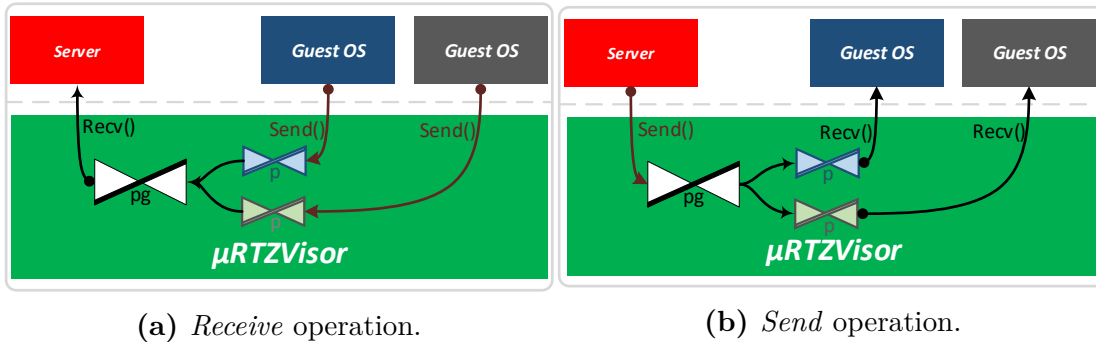 Server
Guest OS
Guest OS
Recv()
Send()
Send()
p
pg
p
μRTZVisor
(a) Receive operation.
Server
Guest OS
Guest OS
Send()
Recv()
Recv()
p
pg
p
μRTZVisor
(b) Send operation.